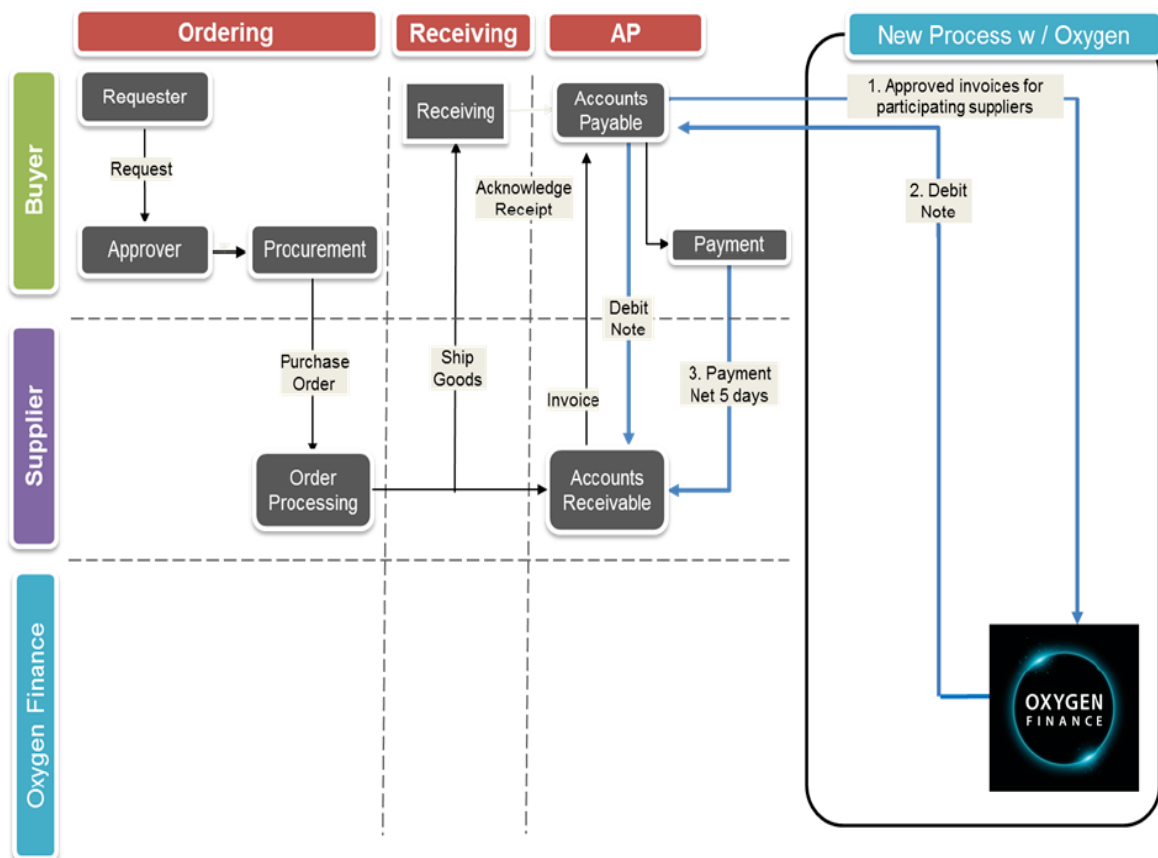 Ordering
Receiving
AP
New Process w / Oxygen
Buyer
Requester
Request
Approver
Procurement
Receiving
Acknowledge
Receipt
Accounts
Payable
Payment
1. Approved invoices for
participating suppliers
2. Debit
Note
Supplier
Purchase
Order
Ship
Goods
Invoice
Debit
Note
3. Payment
Net 5 days
Order
Processing
Accounts
Receivable
Oxygen Finance
OXYGEN
FINANCE